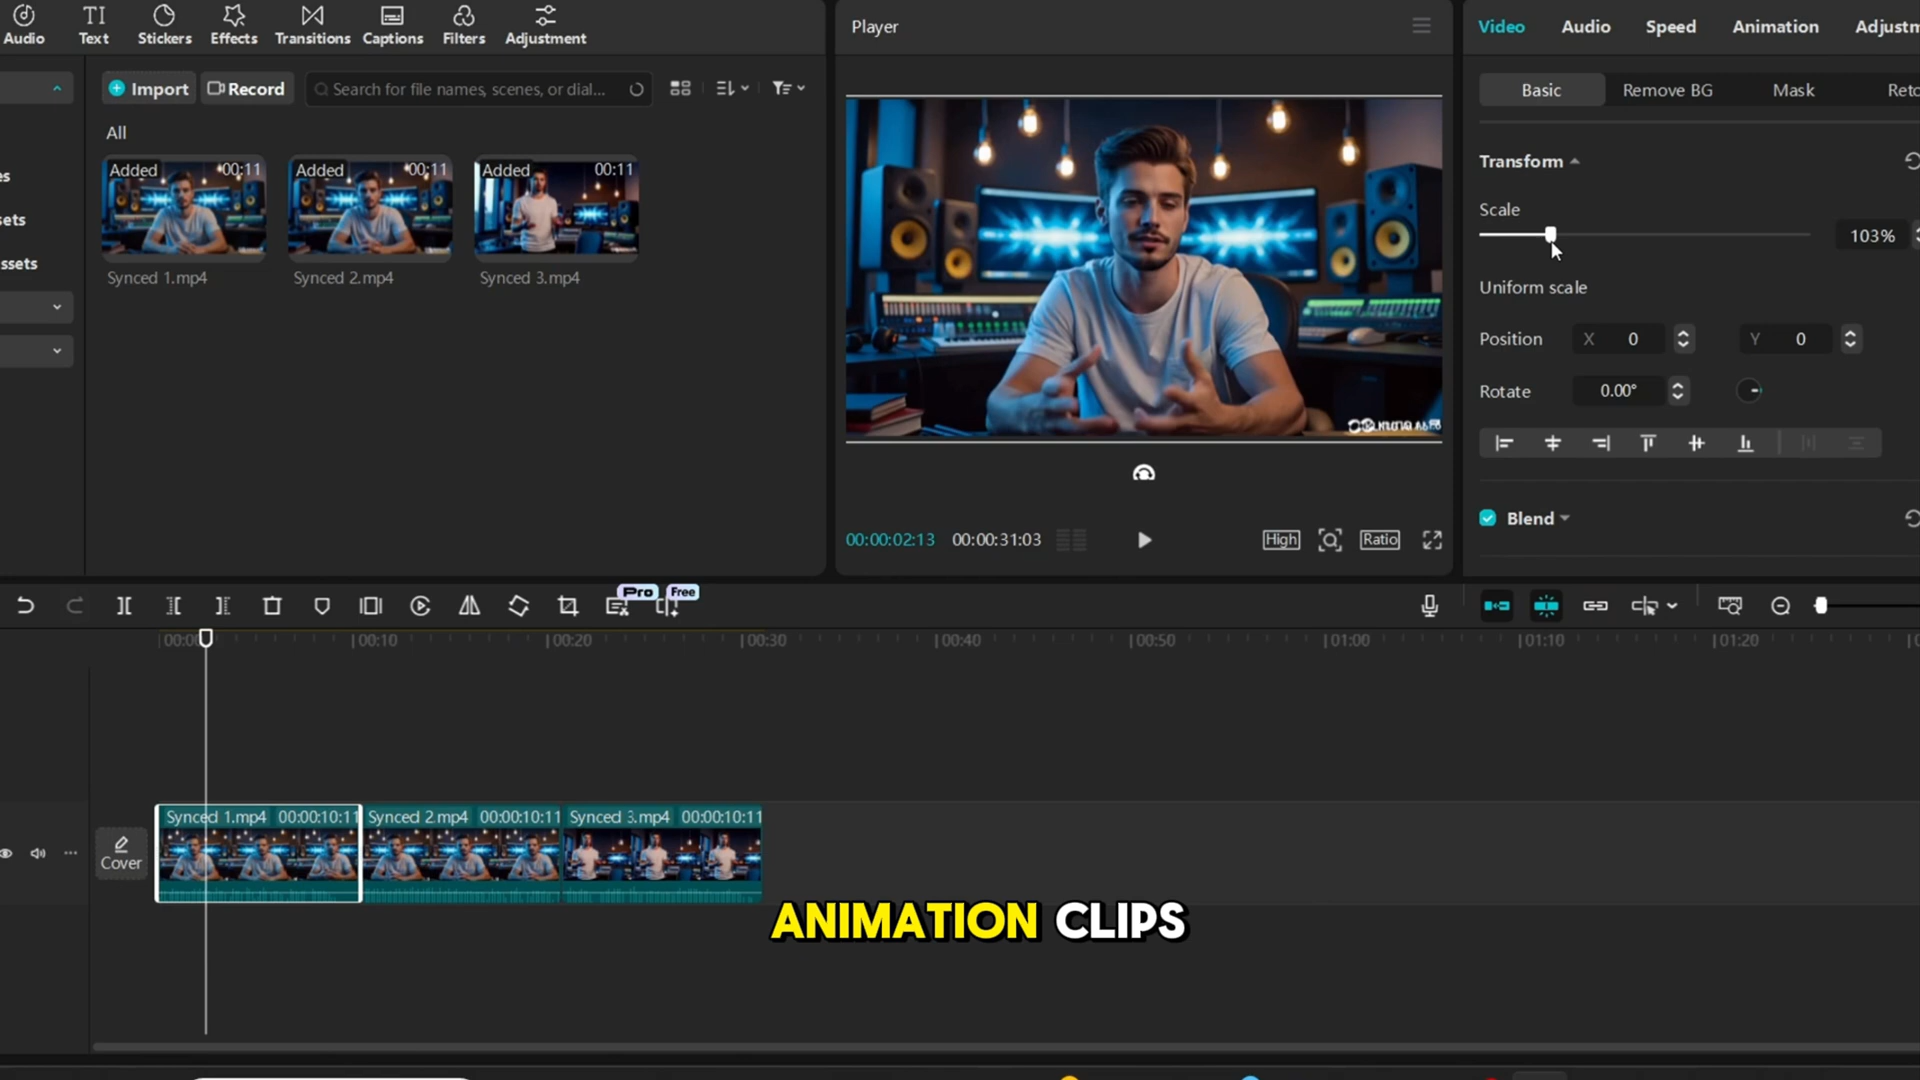 Audio
Text
Stickers
Effects
Transitions
Captions
Filters
Adjustment
Import
Record
Search for file names, scenes, or dial...
All
Added 00:11
Added 00:11
Added 00:11
Synced 1.mp4
Synced 2.mp4
Synced 3.mp4
es
sets
ssets
Player
00:00:02:13
00:00:31:03
High
Ratio
Video
Audio
Speed
Animation
Adjustm
Basic
Remove BG
Mask
Reto
Transform
Scale
103%
Uniform scale
Position X 0 Y 0
Rotate 0.00°
Blend
Pro
Free
00:00
00:10
00:20
00:30
00:40
00:50
01:00
01:10
01:20
Cover
Synced 1.mp4 00:00:10:11
Synced 2.mp4 00:00:10:11
Synced 3.mp4 00:00:10:11
ANIMATION CLIPS